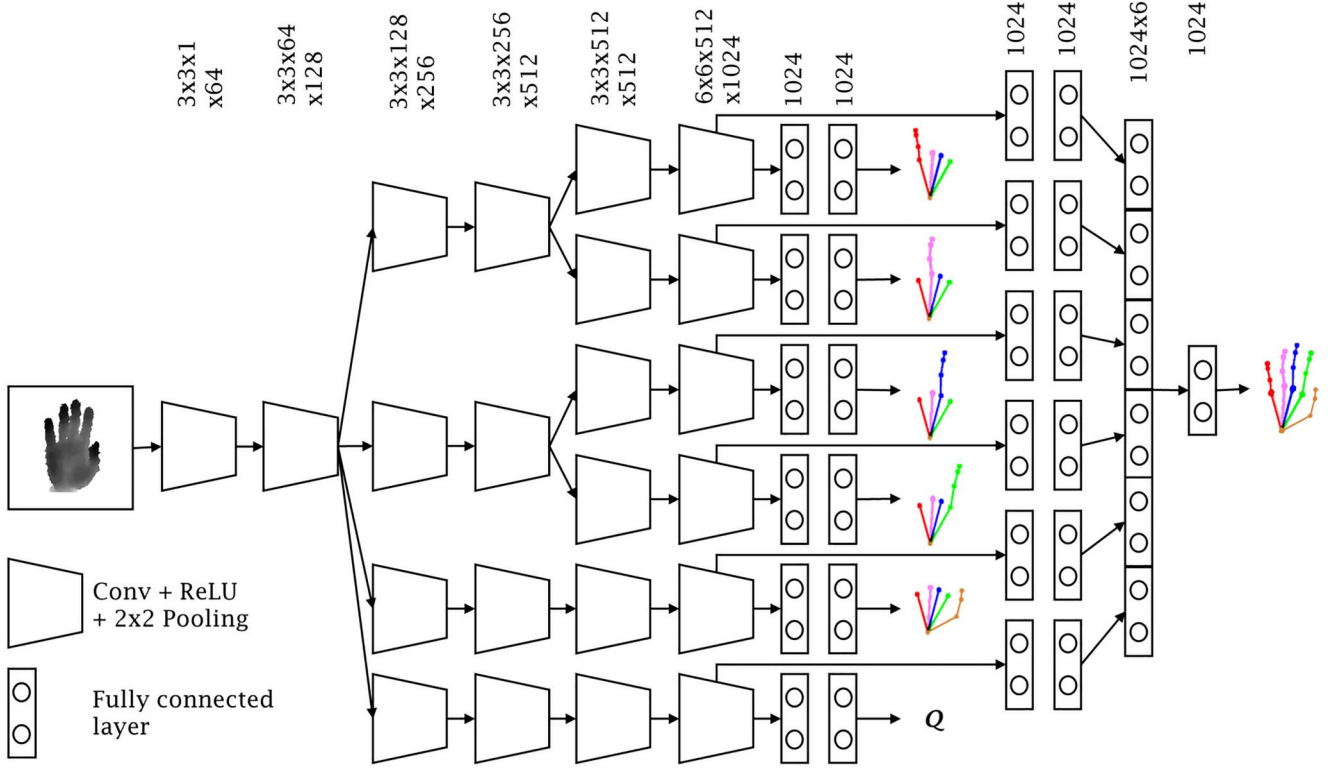 3x3x1
x64
3x3x64
x128
3x3x128
x256
3x3x256
x512
3x3x512
x512
6x6x512
x1024
1024
1024
1024
1024
1024x6
1024
Conv + ReLU
+ 2x2 Pooling
Fully connected
layer
Q